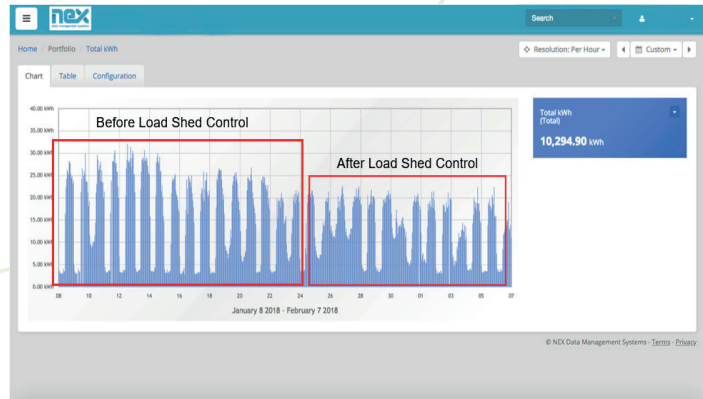 nex
Search
Home / Portfolio / Total kWh
Resolution: Per Hour
Custom
Chart
Table
Configuration
Before Load Shed Control
After Load Shed Control
40.00 kWh
35.00 kWh
30.00 kWh
25.00 kWh
20.00 kWh
15.00 kWh
10.00 kWh
5.00 kWh
0.00 kWh
08 10 12 14 16 18 20 22 24 26 28 30 01 03 05 07
January 8 2018 - February 7 2018
Total kWh
(Total)
10,294.90 kWh
© NEX Data Management Systems - Terms - Privacy